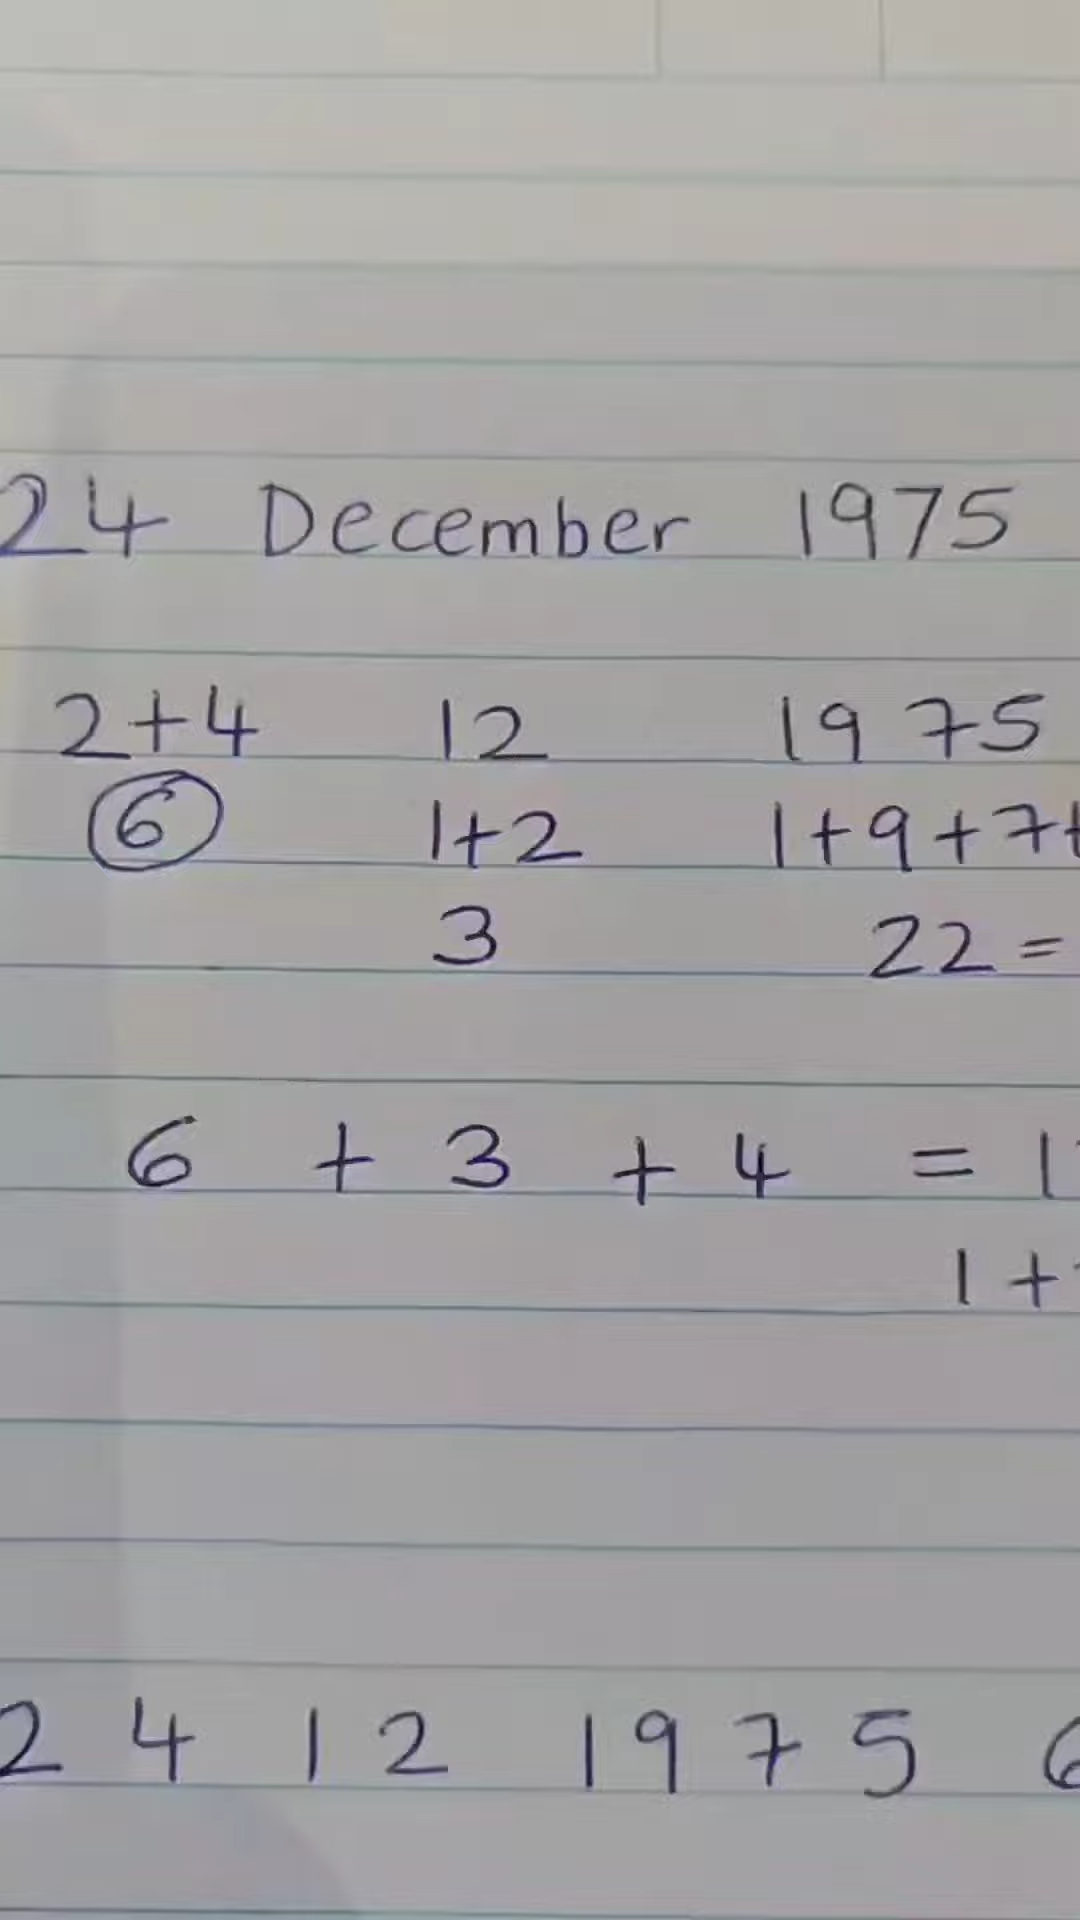 24 December 1975
2+4 12 1975
6 1+2 1+9+7+
3 22=
6 + 3 + 4 = 1
1+
2 4 1 2 1 9 7 5 6